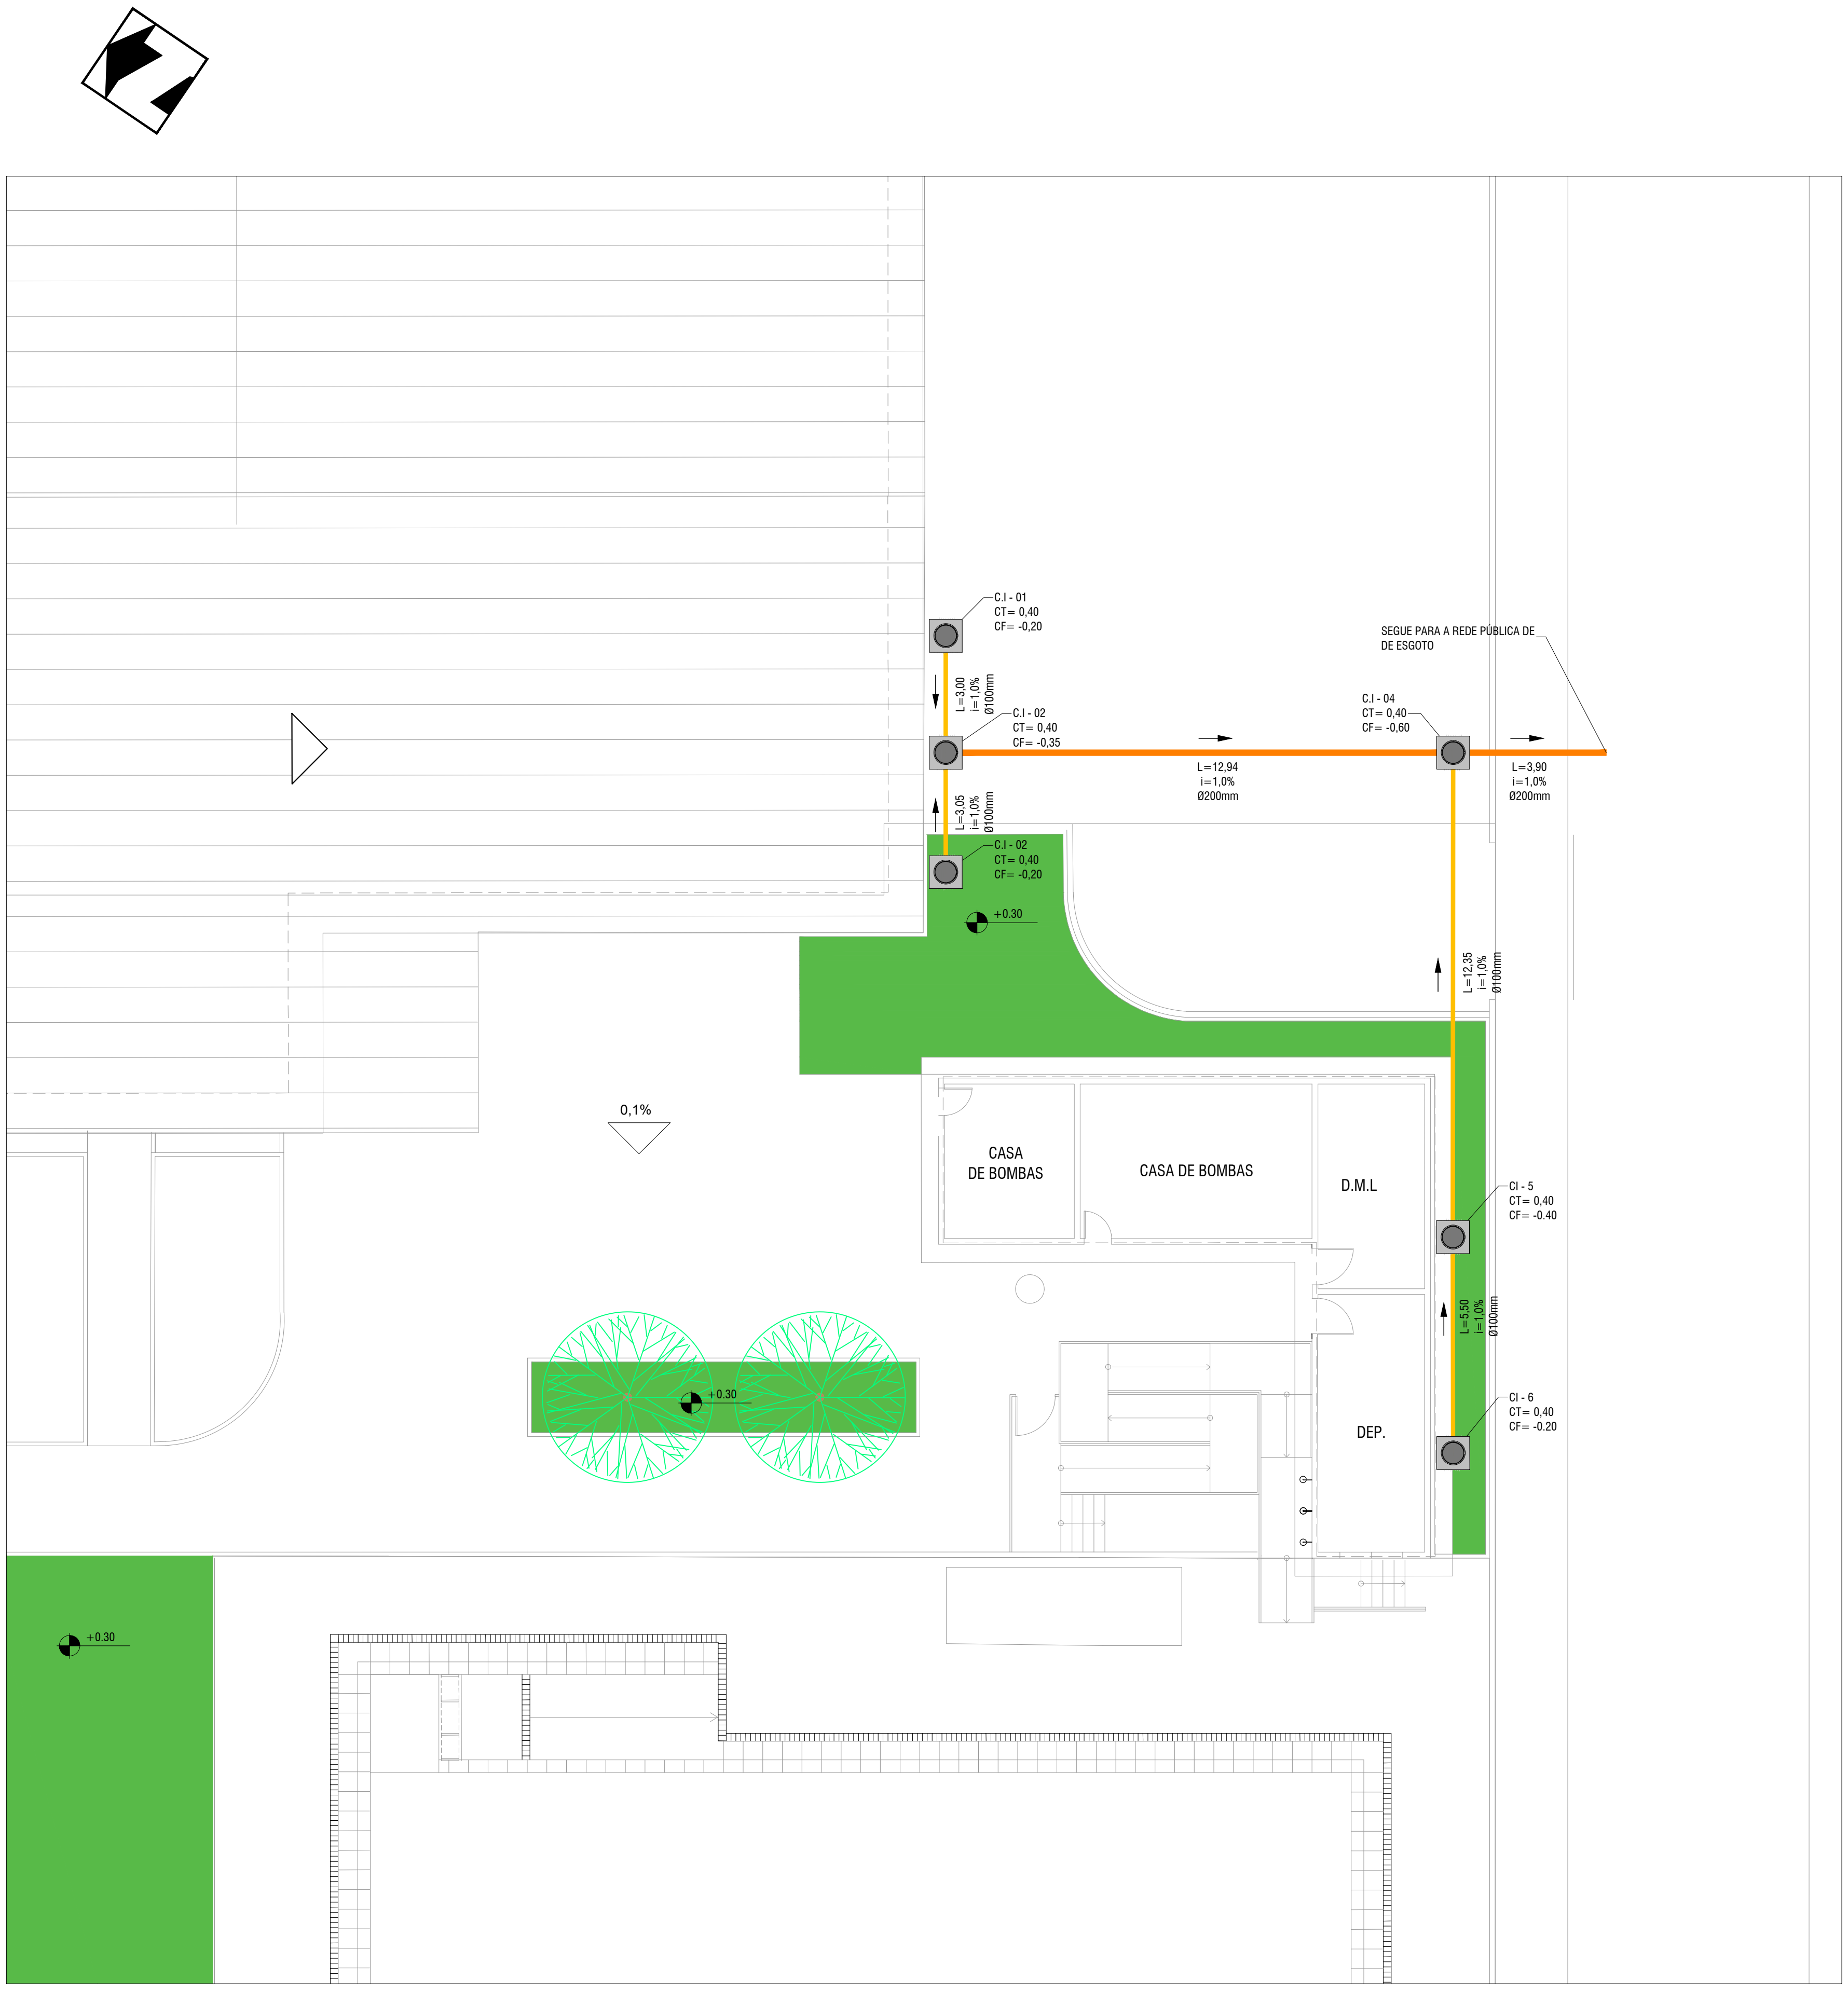 C.I - 01
CT= 0,40
CF= -0,20
L=3,00
i=1,0%
Ø100mm
C.I - 02
CT= 0,40
CF= -0,35
SEGUE PARA A REDE PÚBLICA DE
DE ESGOTO
C.I - 04
CT= 0,40
CF= -0,60
L=12,94
i=1,0%
Ø200mm
L=3,90
i=1,0%
Ø200mm
L=3,05
i=1,0%
Ø100mm
C.I - 02
CT= 0,40
CF= -0,20
+0.30
L=12,35
i=1,0%
Ø100mm
0,1%
CASA
DE BOMBAS
CASA DE BOMBAS
D.M.L
CI - 5
CT= 0,40
CF= -0.40
L=5,50
i=1,0%
Ø100mm
+0.30
DEP.
CI - 6
CT= 0,40
CF= -0.20
+0.30